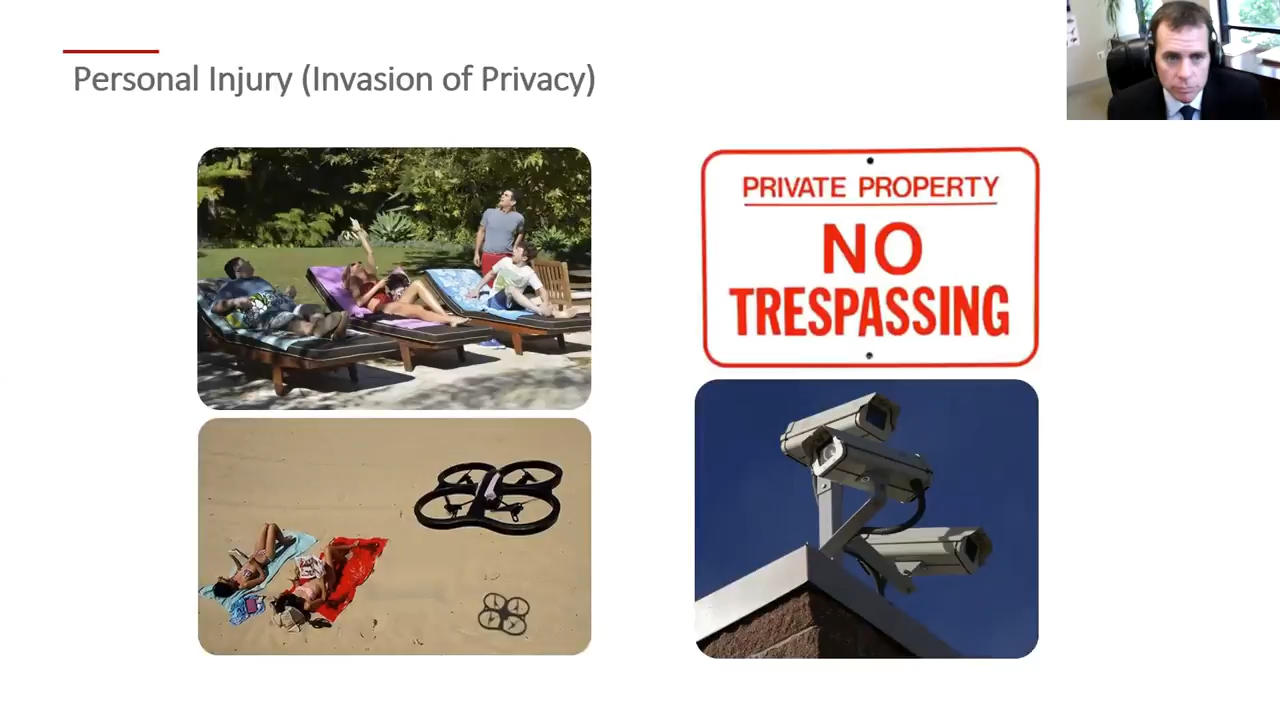 Personal Injury (Invasion of Privacy)
PRIVATE PROPERTY
NO
TRESPASSING